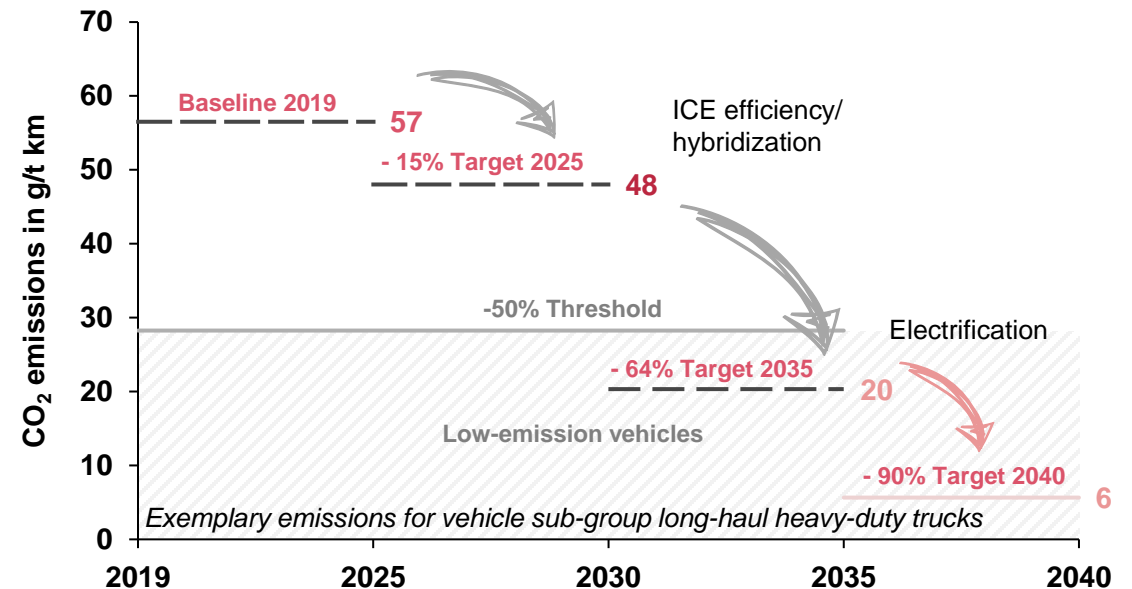 70
60
50
40
30
20
10
0
CO₂ emissions in g/t km
Baseline 2019
57
- 15% Target 2025
48
ICE efficiency/
hybridization
-50% Threshold
Electrification
- 64% Target 2035
20
Low-emission vehicles
- 90% Target 2040
6
Exemplary emissions for vehicle sub-group long-haul heavy-duty trucks
2019
2025
2030
2035
2040